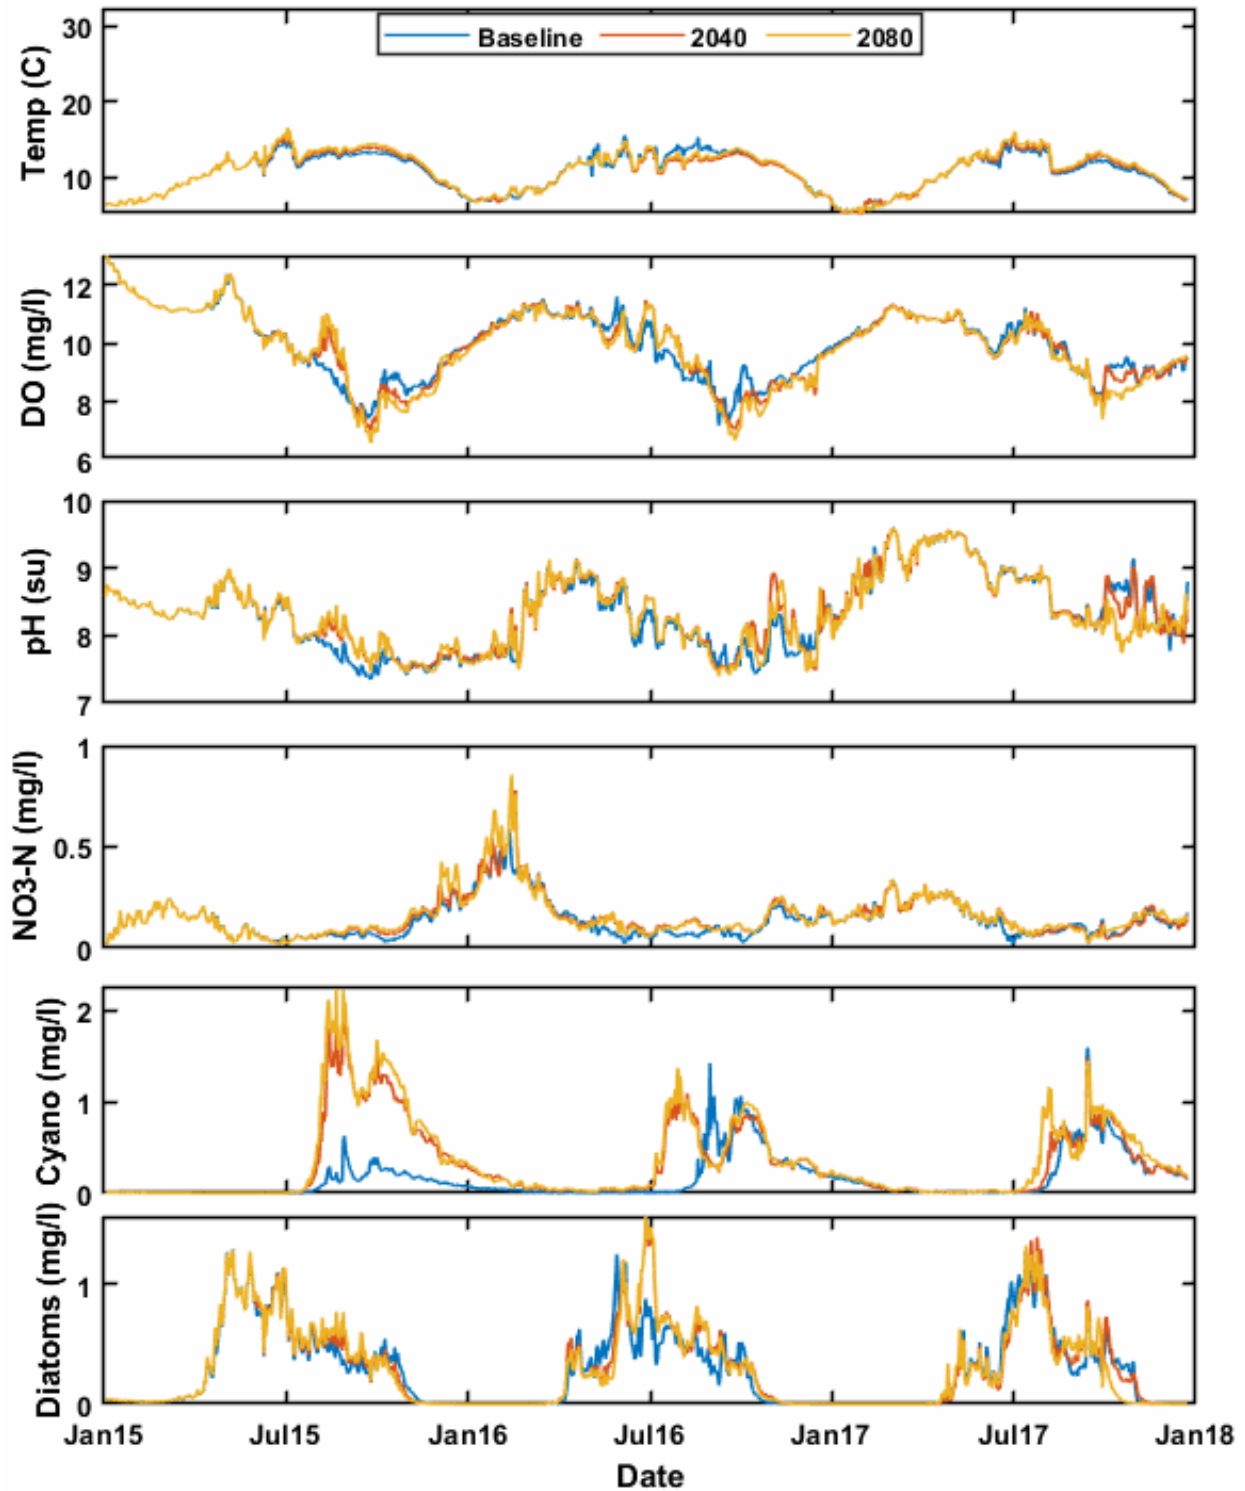 Baseline 2040 2080
Temp (C)
30
20
10
DO (mg/l)
12
10
8
6
pH (su)
10
9
8
7
NO3-N (mg/l)
1
0.5
0
Cyano (mg/l)
2
1
0
Diatoms (mg/l)
1
0
Jan15 Jul15 Jan16 Jul16 Jan17 Jul17 Jan18
Date